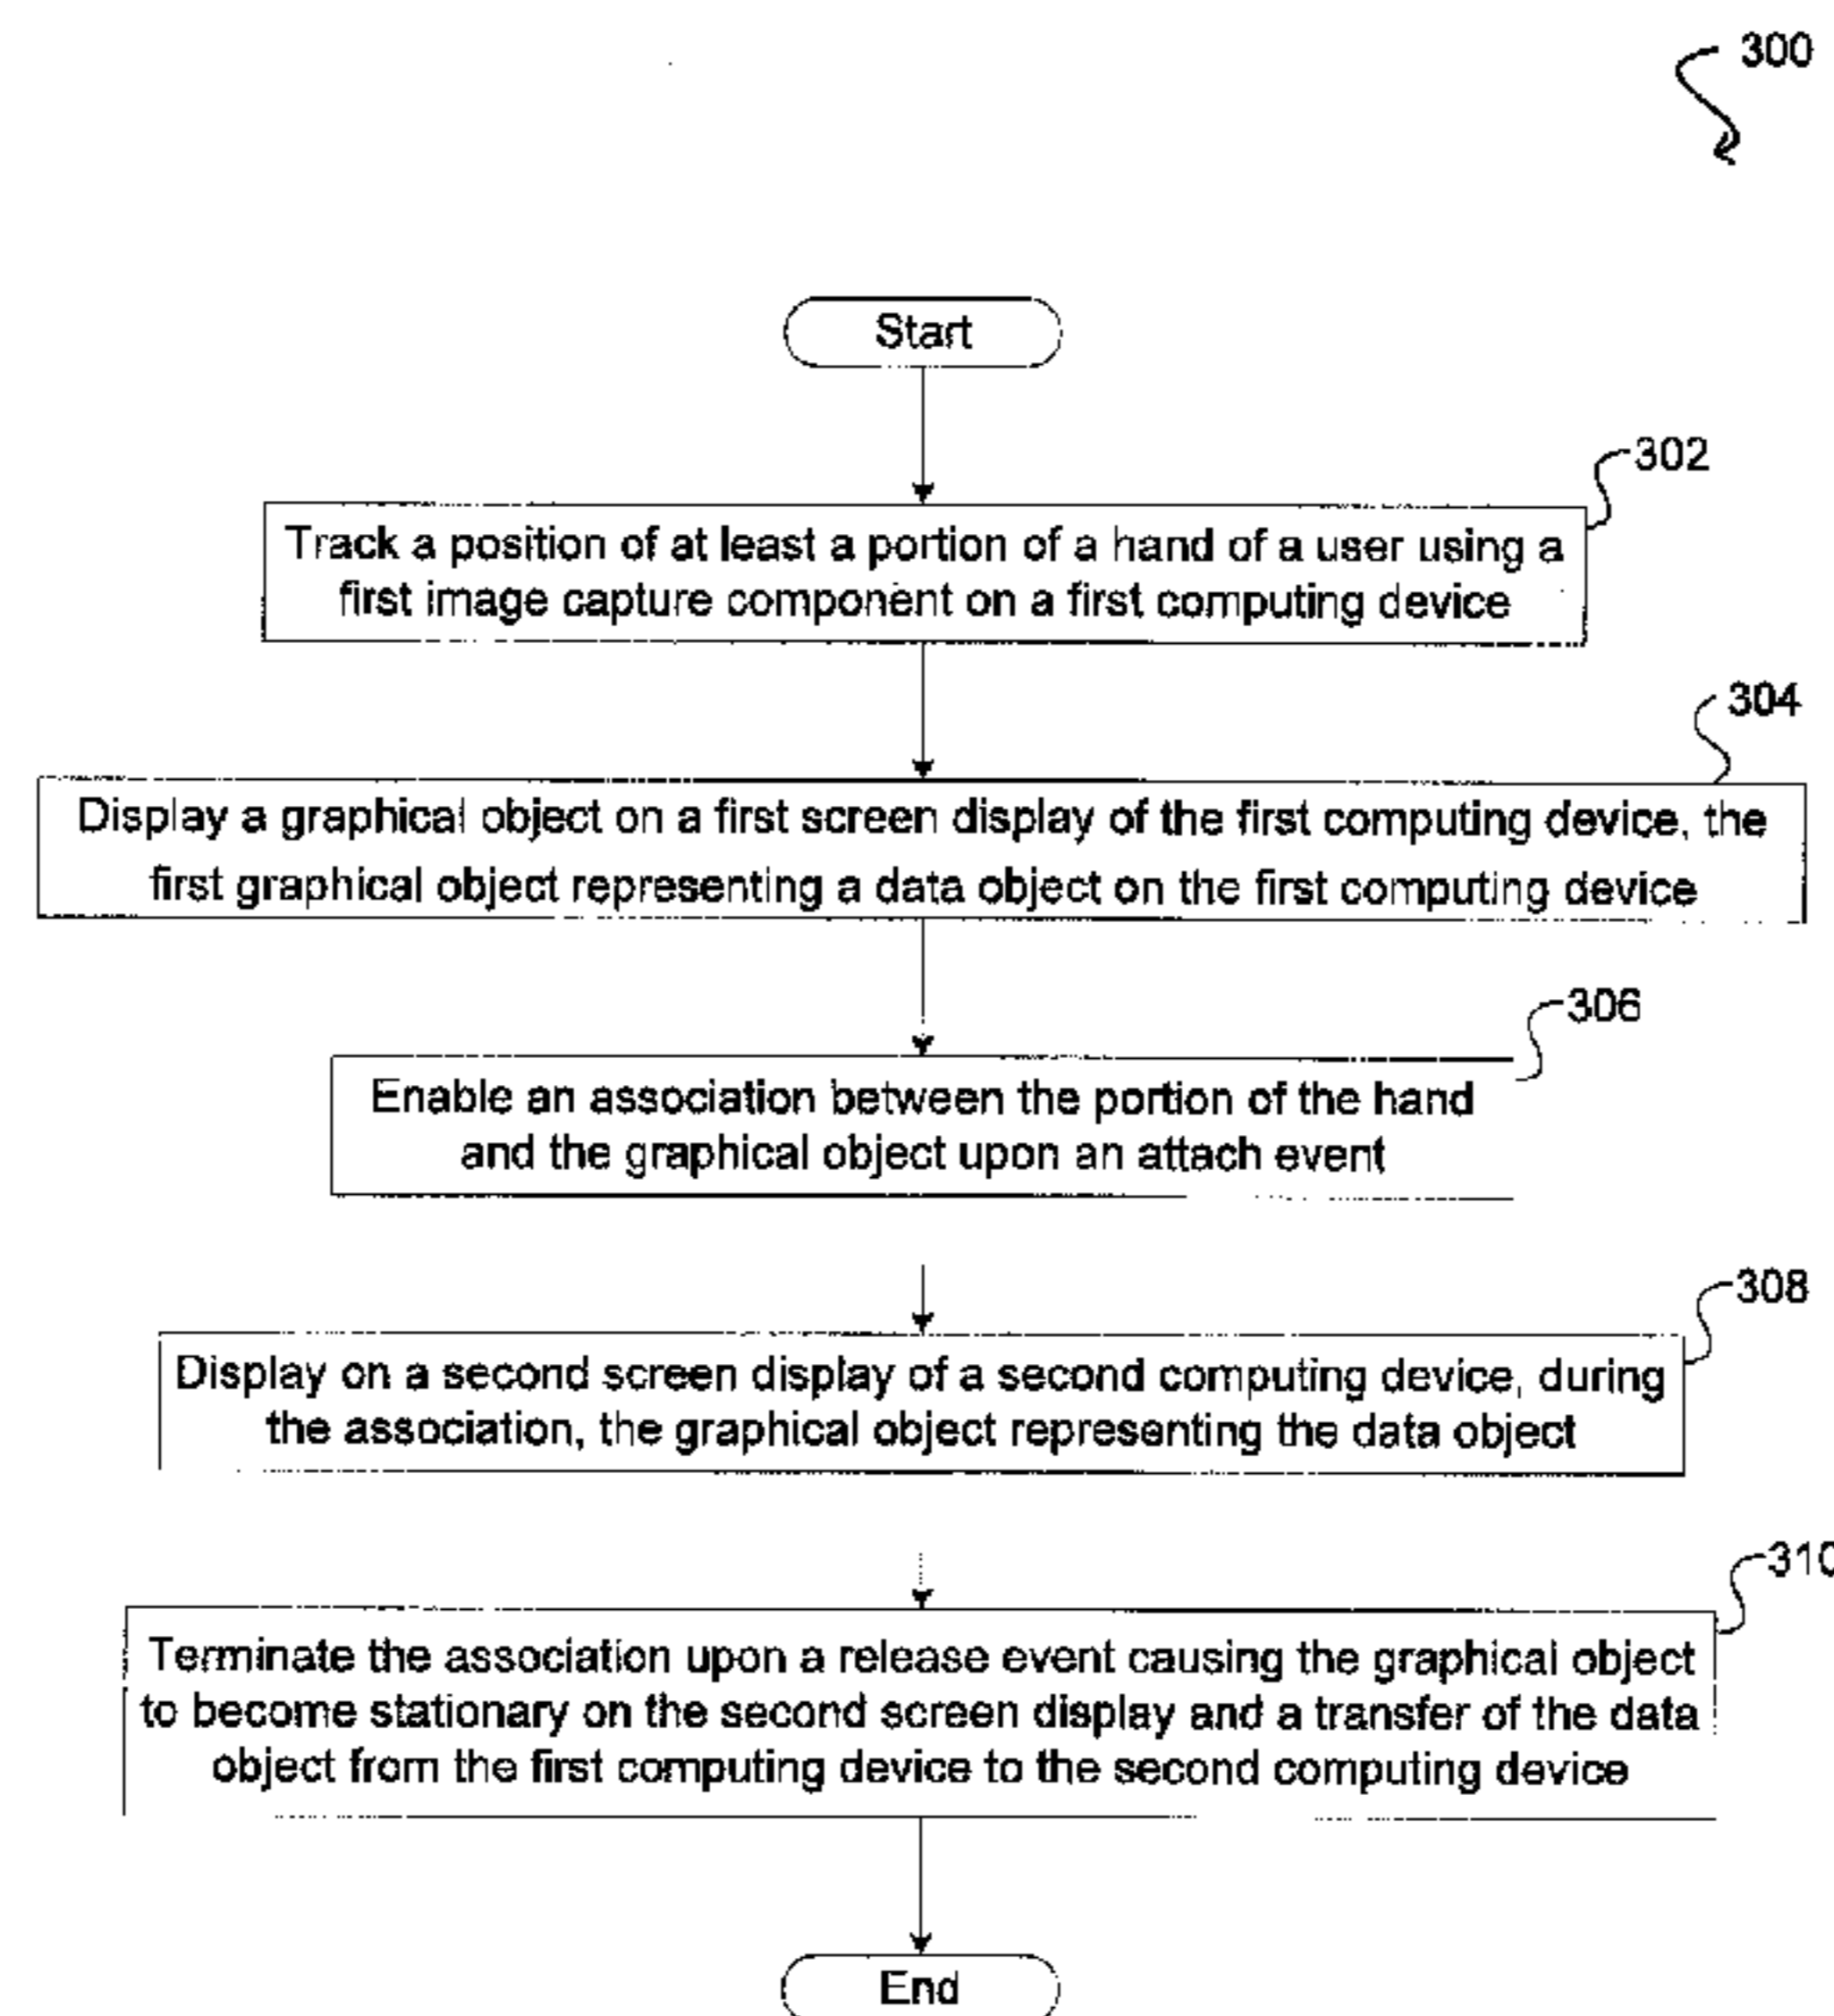 300
Start
302
Track a position of at least a portion of a hand of a user using a
first image capture component on a first computing device
304
Display a graphical object on a first screen display of the first computing device, the
first graphical object representing a data object on the first computing device
306
Enable an association between the portion of the hand
and the graphical object upon an attach event
308
Display on a second screen display of a second computing device, during
the association, the graphical object representing the data object
310
Terminate the association upon a release event causing the graphical object
to become stationary on the second screen display and a transfer of the data
object from the first computing device to the second computing device
End